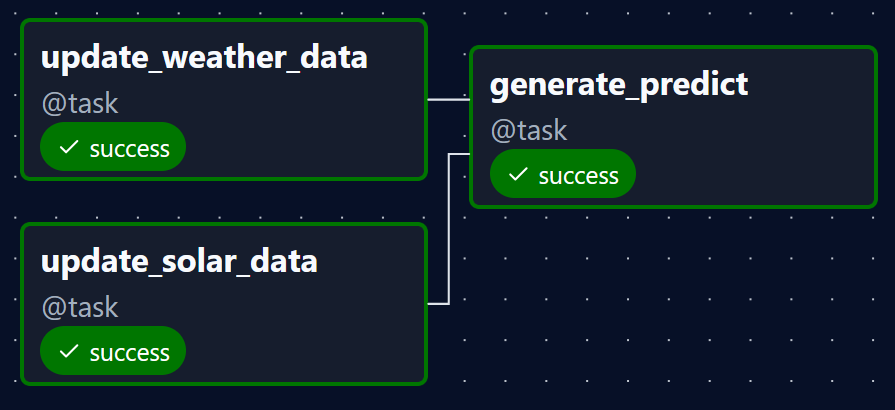 update_weather_data
@task
success
generate_predict
@task
success
update_solar_data
@task
success